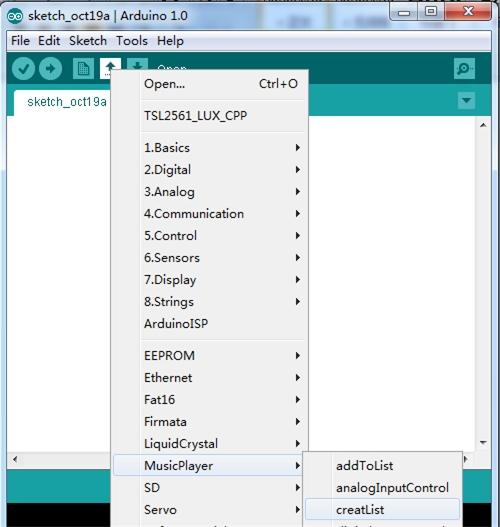 sketch_oct19a | Arduino 1.0
File Edit Sketch Tools Help
Open
sketch_oct19a
Open... Ctrl+O
TSL2561_LUX_CPP
1.Basics
2.Digital
3.Analog
4.Communication
5.Control
6.Sensors
7.Display
8.Strings
ArduinoISP
EEPROM
Ethernet
Fat16
Firmata
LiquidCrystal
MusicPlayer
addToList
SD
analogInputControl
Servo
creatList